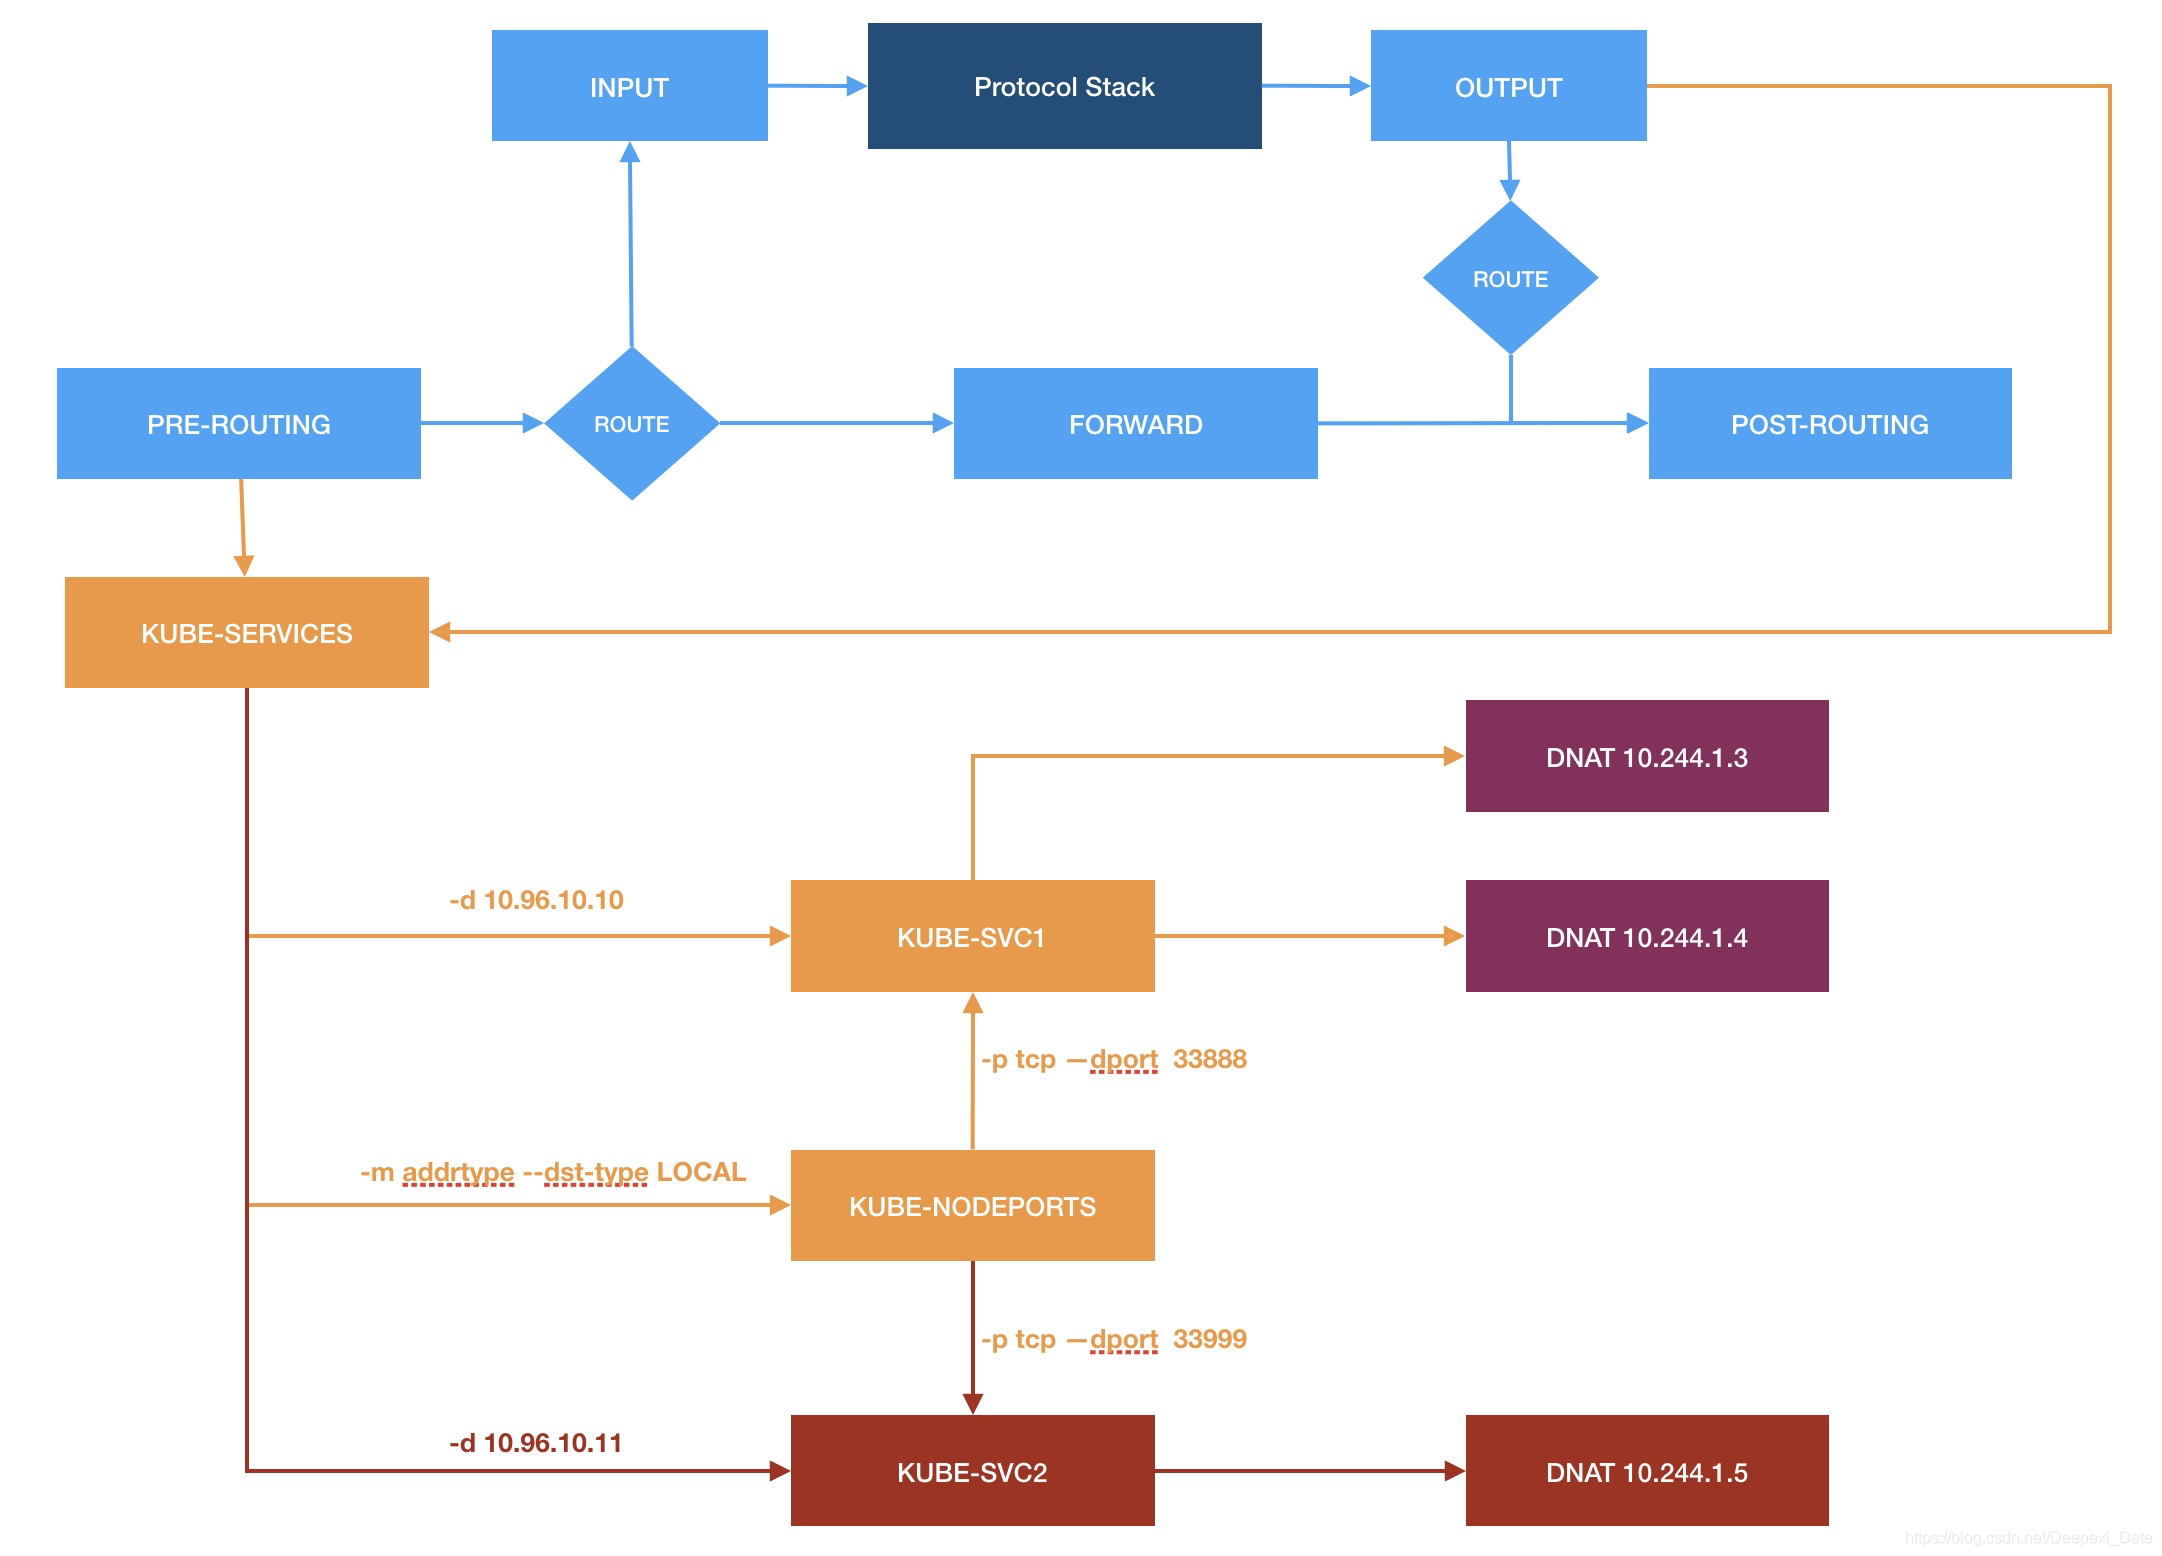 INPUT
Protocol Stack
OUTPUT
ROUTE
PRE-ROUTING
ROUTE
FORWARD
POST-ROUTING
KUBE-SERVICES
DNAT 10.244.1.3
-d 10.96.10.10
KUBE-SVC1
DNAT 10.244.1.4
-p tcp —dport  33888
-m addrtype --dst-type LOCAL
KUBE-NODEPORTS
-p tcp —dport  33999
-d 10.96.10.11
KUBE-SVC2
DNAT 10.244.1.5
https://blog.csdn.net/Deepexi_Date